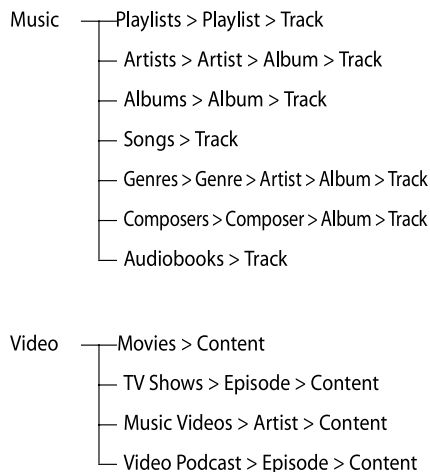 Music Playlists > Playlist > Track
Artists > Artist > Album > Track
Albums > Album > Track
Songs > Track
Genres > Genre > Artist > Album > Track
Composers > Composer > Album > Track
Audiobooks > Track
Video Movies > Content
TV Shows > Episode > Content
Music Videos > Artist > Content
Video Podcast > Episode > Content